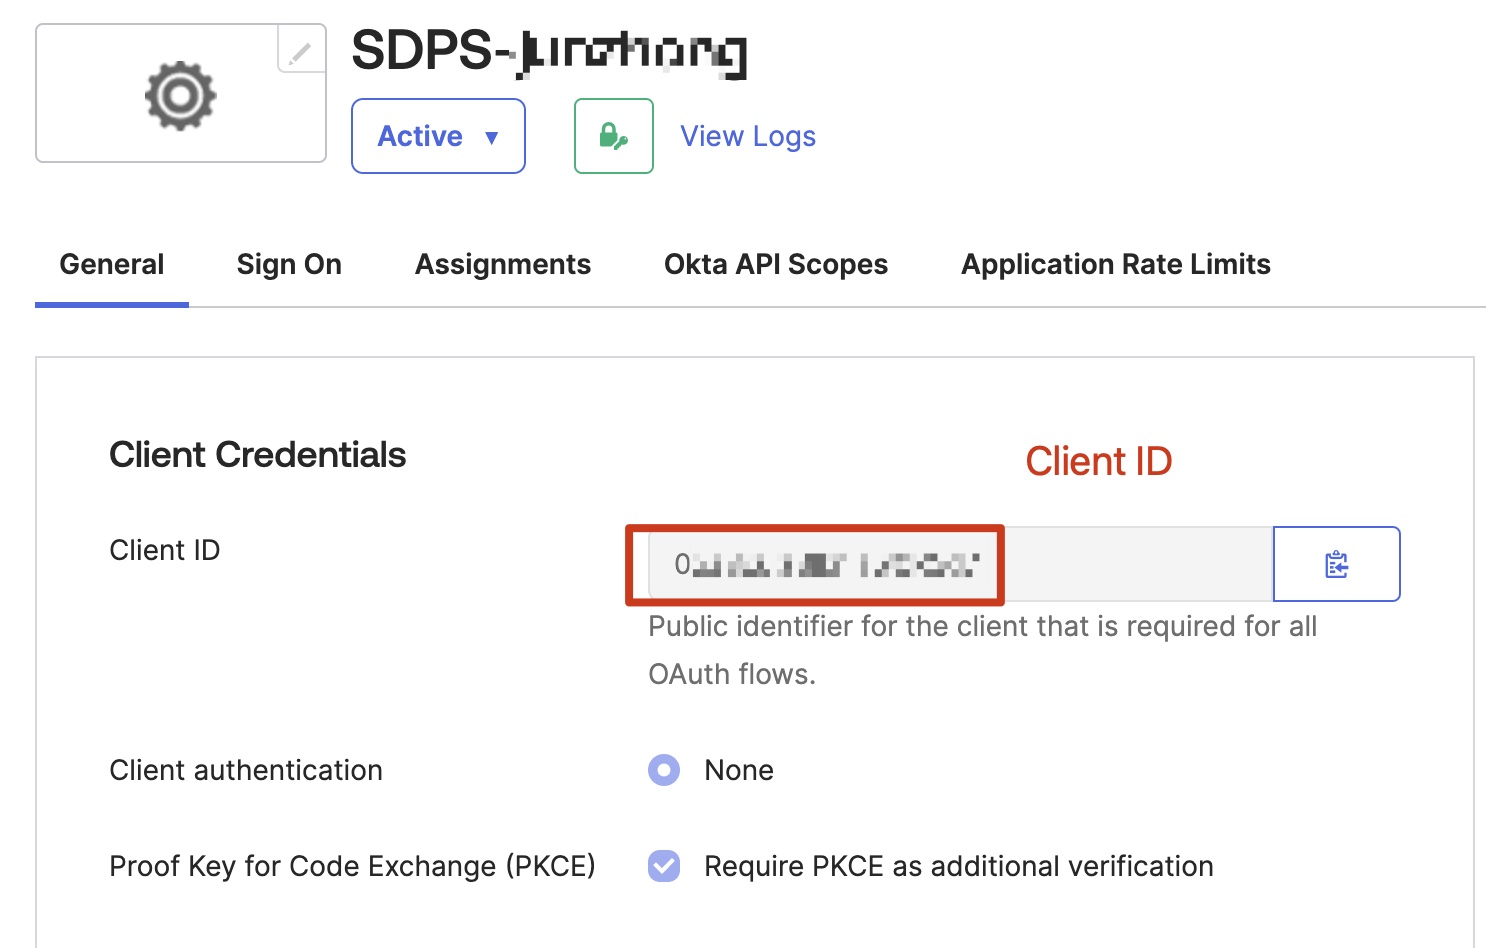 SDPS-
Active ▼
View Logs
General Sign On Assignments Okta API Scopes Application Rate Limits
Client Credentials
Client ID
Client ID
0
Public identifier for the client that is required for all
OAuth flows.
Client authentication
None
Proof Key for Code Exchange (PKCE)
Require PKCE as additional verification